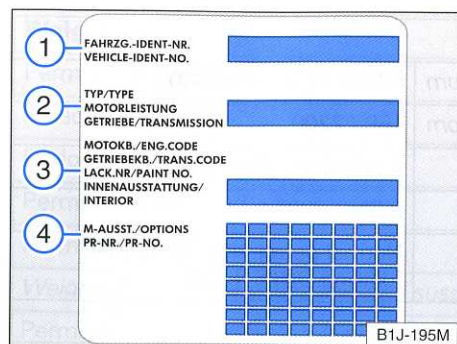 1
FAHRZG.-IDENT-NR.
VEHICLE-IDENT-NO.
2
TYP/TYPE
MOTORLEISTUNG
GETRIEBE/TRANSMISSION
3
MOTOKB./ENG.CODE
GETRIEBEKB./TRANS.CODE
LACK.NR/PAINT NO.
INNENAUSSTATTUNG/
INTERIOR
4
M-AUSST./OPTIONS
PR-NR./PR-NO.
B1J-195M